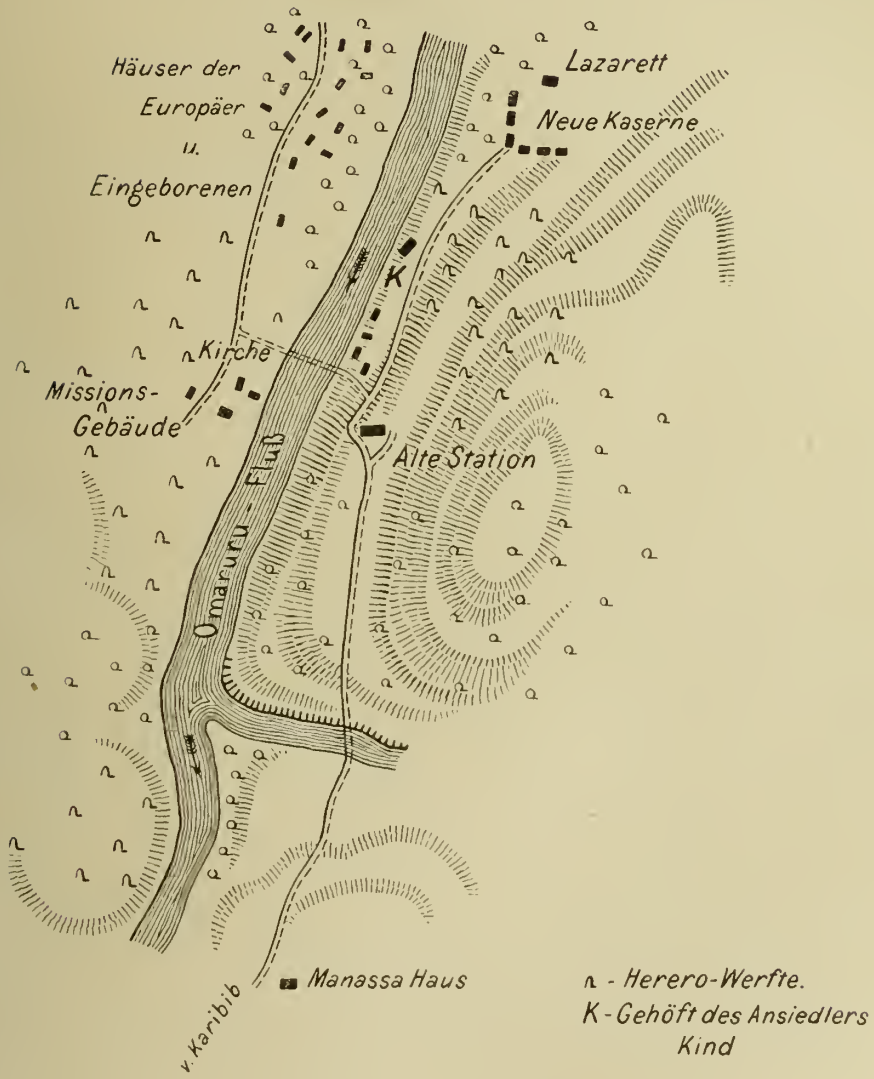 Häuser der
Europäer
u.
Eingeborenen
Lazarett
Neue Kaserne
K
Kirche
Missions-
Gebäude
Alte Station
Omaruru-Fluß
Manassa Haus
v. Karibib
n - Herero-Werfte.
K - Gehöft des Ansiedlers
Kind